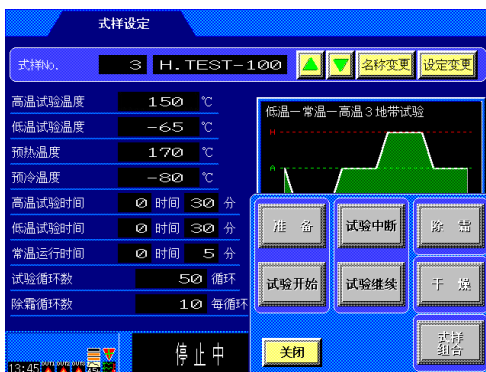 式样设定
式样No. 3 H.TEST-100 名称变更 设定变更
高温试验温度 150 ℃
低温试验温度 -65 ℃
预热温度 170 ℃
预冷温度 -80 ℃
高温试验时间 0 时间 30 分
低温试验时间 0 时间 30 分
常温运行时间 0 时间 5 分
试验循环数 50 循环
除霜循环数 10 每循环
低温－常温－高温3地带试验
H
A
准 备 试验中断 除 霜
试验开始 试验继续 干 燥
关闭 式样组合
13:45 停止中